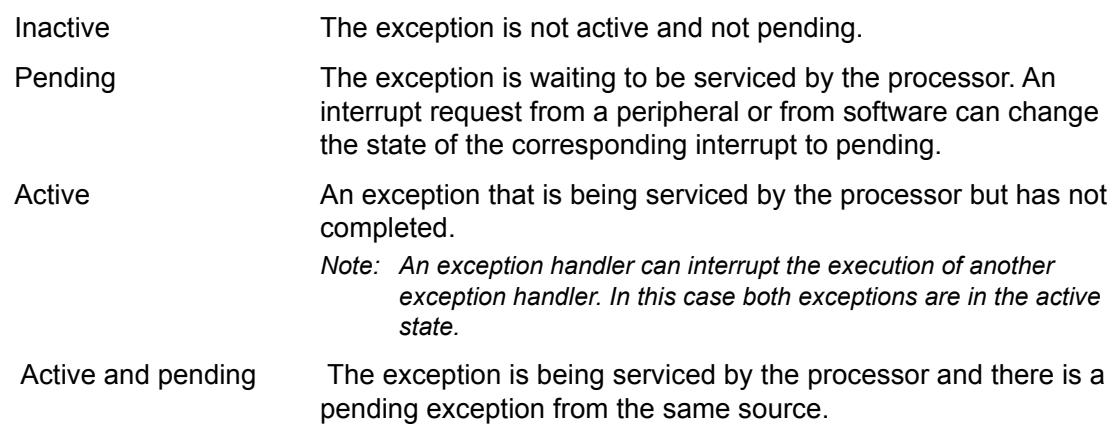 Inactive The exception is not active and not pending.
Pending The exception is waiting to be serviced by the processor. An
interrupt request from a peripheral or from software can change
the state of the corresponding interrupt to pending.
Active An exception that is being serviced by the processor but has not
completed.
Note: An exception handler can interrupt the execution of another
exception handler. In this case both exceptions are in the active
state.
Active and pending The exception is being serviced by the processor and there is a
pending exception from the same source.